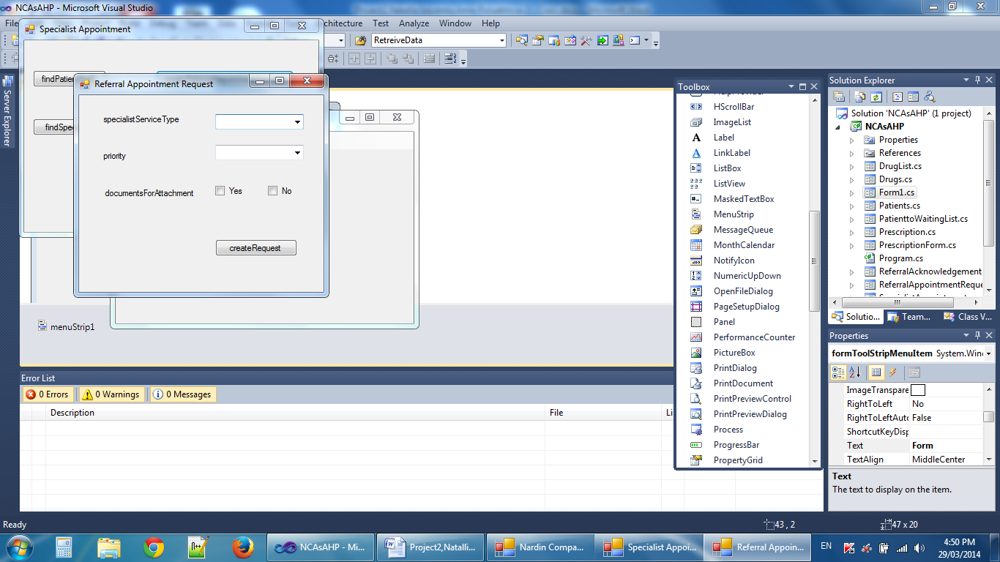 NCAsAHP - Microsoft Visual Studio
Test Analyze Window Help
RetreiveData
Specialist Appointment
Referral Appointment Request
specialistServiceType
priority
documentsForAttachment
Yes
No
createRequest
menuStrip1
Server Explorer
Toolbox
HScrollBar
ImageList
Label
LinkLabel
ListBox
ListView
MaskedTextBox
MenuStrip
MessageQueue
MonthCalendar
NotifyIcon
NumericUpDown
OpenFileDialog
PageSetupDialog
Panel
PerformanceCounter
PictureBox
PrintDialog
PrintDocument
PrintPreviewControl
PrintPreviewDialog
Process
ProgressBar
PropertyGrid
Solution Explorer
Solution 'NCAsAHP' (1 project)
NCAsAHP
Properties
References
DrugList.cs
Drugs.cs
Form1.cs
Patients.cs
PatienttoWaitingList.cs
Prescription.cs
PrescriptionForm.cs
Program.cs
ReferralAcknowledgement
ReferralAppointmentReque
Solutio... Team... Class V...
Properties
formToolStripMenuItem System.Win
ImageTranspare
RightToLeft No
RightToLeftAuto False
ShortcutKeyDisp
Text Form
TextAlign MiddleCenter
Text
The text to display on the item.
Error List
0 Errors 0 Warnings 0 Messages
Description File Li
Ready 43 , 2 47 x 20
NCAsAHP - Mi... Project2,Natalli... Nardin Compa... Specialist Appoi... Referral Appoin... EN
4:50 PM
29/03/2014